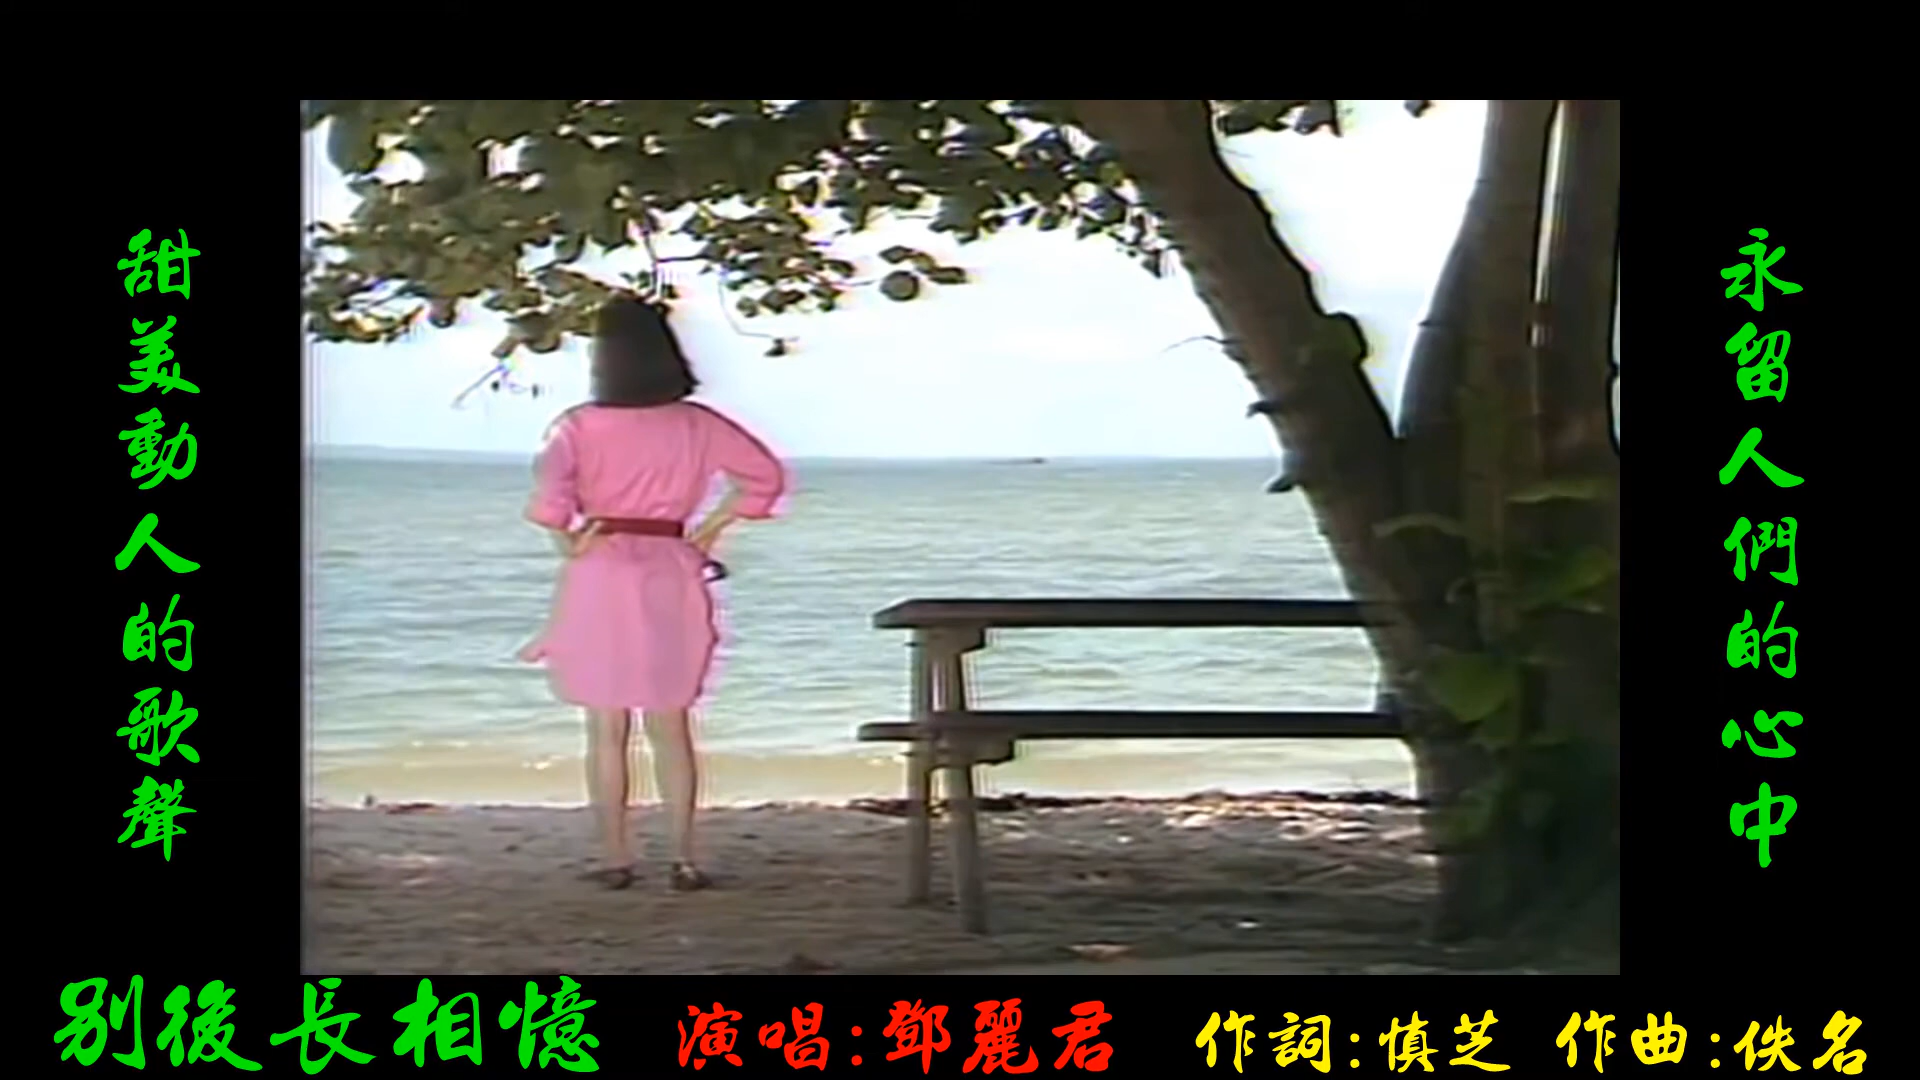 甜美動人的歌聲
永留人們的心中
别後長相憶
演唱:鄧麗君
作詞:慎芝 作曲:佚名